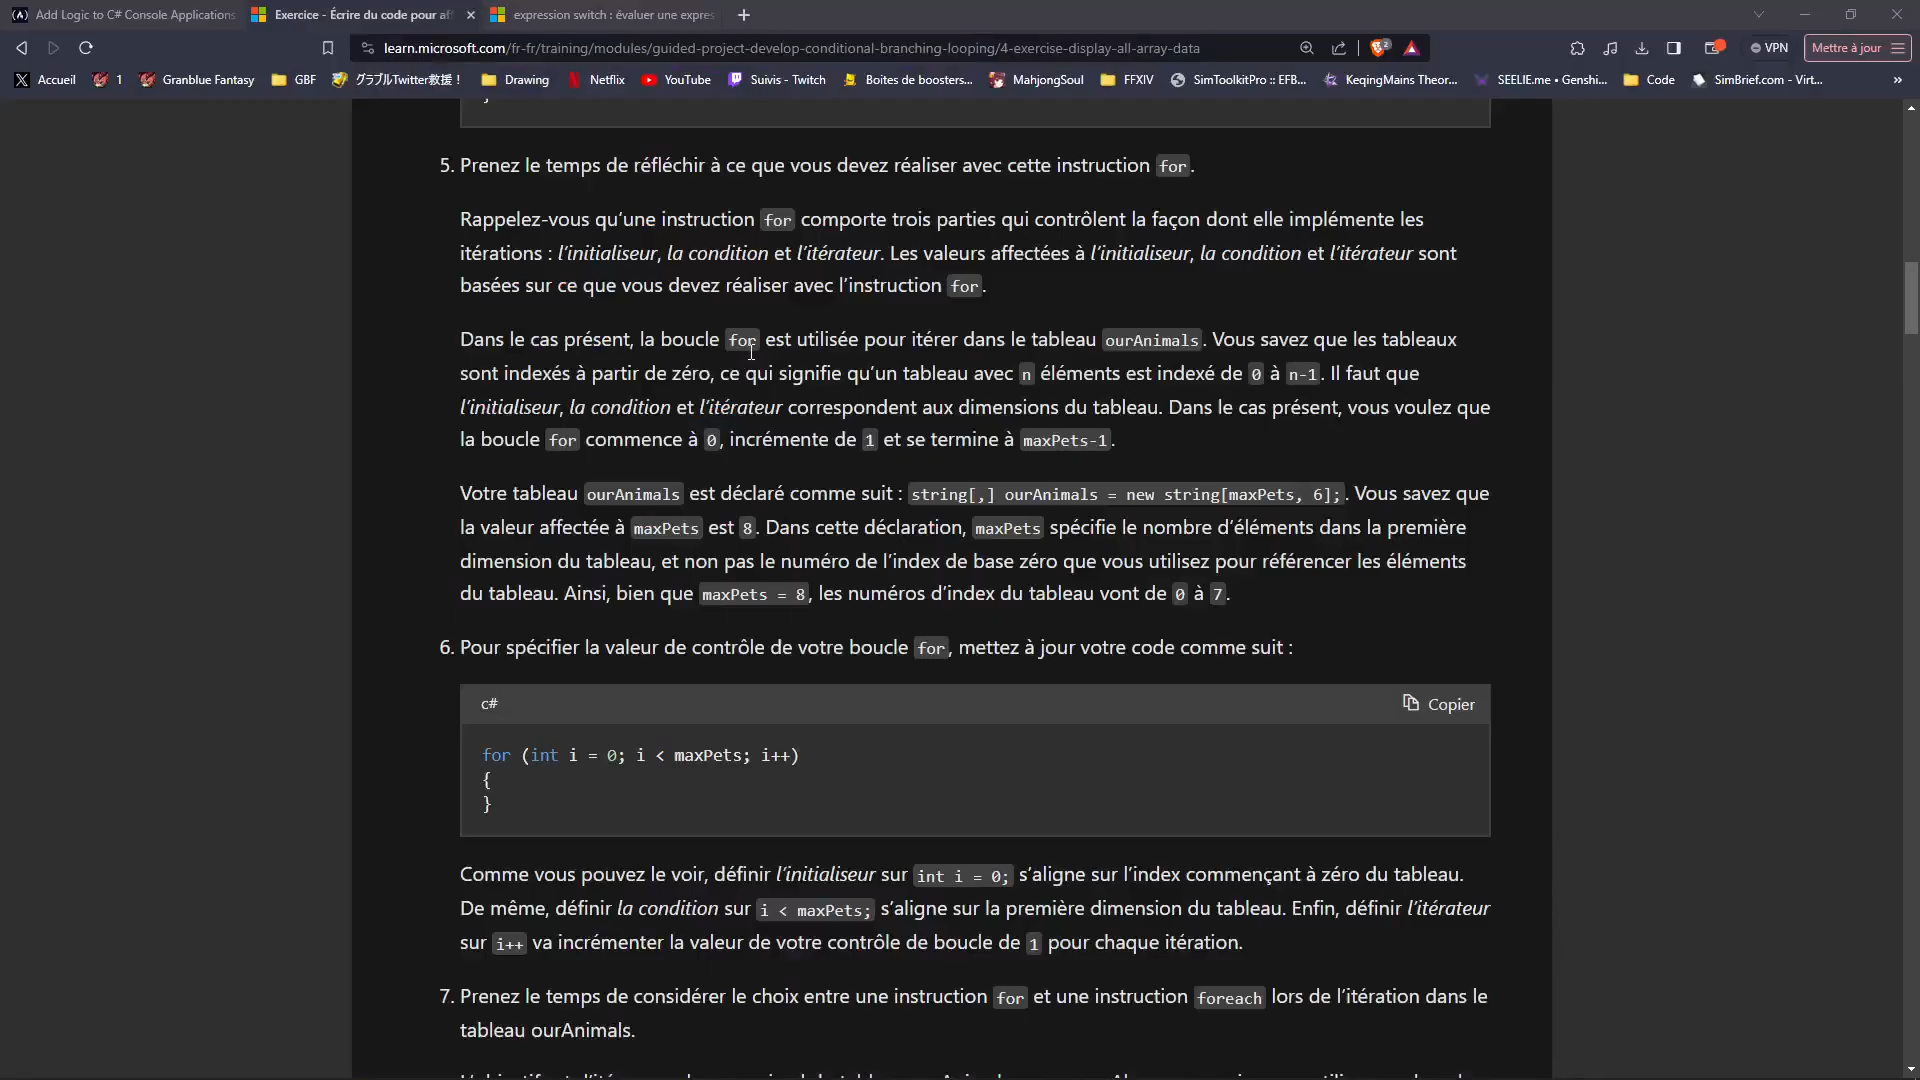 Add Logic to C# Console Applications
Exercice - Écrire du code pour af
expression switch : évaluer une expres
learn.microsoft.com/fr-fr/training/modules/guided-project-develop-conditional-branching-looping/4-exercise-display-all-array-data
2
VPN
Mettre à jour
Accueil
1
Granblue Fantasy
GBF
グラブルTwitter救援！
Drawing
Netflix
YouTube
Suivis - Twitch
Boites de boosters...
MahjongSoul
FFXIV
SimToolkitPro :: EFB...
KeqingMains Theor...
SEELIE.me • Genshi...
Code
SimBrief.com - Virt...
»
5. Prenez le temps de réfléchir à ce que vous devez réaliser avec cette instruction for.
Rappelez-vous qu’une instruction for comporte trois parties qui contrôlent la façon dont elle implémente les
itérations : l’initialiseur, la condition et l’itérateur. Les valeurs affectées à l’initialiseur, la condition et l’itérateur sont
basées sur ce que vous devez réaliser avec l’instruction for.
Dans le cas présent, la boucle for est utilisée pour itérer dans le tableau ourAnimals. Vous savez que les tableaux
sont indexés à partir de zéro, ce qui signifie qu’un tableau avec n éléments est indexé de 0 à n-1. Il faut que
l’initialiseur, la condition et l’itérateur correspondent aux dimensions du tableau. Dans le cas présent, vous voulez que
la boucle for commence à 0, incrémente de 1 et se termine à maxPets-1.
Votre tableau ourAnimals est déclaré comme suit : string[,] ourAnimals = new string[maxPets, 6];. Vous savez que
la valeur affectée à maxPets est 8. Dans cette déclaration, maxPets spécifie le nombre d’éléments dans la première
dimension du tableau, et non pas le numéro de l’index de base zéro que vous utilisez pour référencer les éléments
du tableau. Ainsi, bien que maxPets = 8, les numéros d’index du tableau vont de 0 à 7.
6. Pour spécifier la valeur de contrôle de votre boucle for, mettez à jour votre code comme suit :
c#
Copier
for (int i = 0; i < maxPets; i++)
{
}
Comme vous pouvez le voir, définir l’initialiseur sur int i = 0; s’aligne sur l’index commençant à zéro du tableau.
De même, définir la condition sur i < maxPets; s’aligne sur la première dimension du tableau. Enfin, définir l’itérateur
sur i++ va incrémenter la valeur de votre contrôle de boucle de 1 pour chaque itération.
7. Prenez le temps de considérer le choix entre une instruction for et une instruction foreach lors de l’itération dans le
tableau ourAnimals.